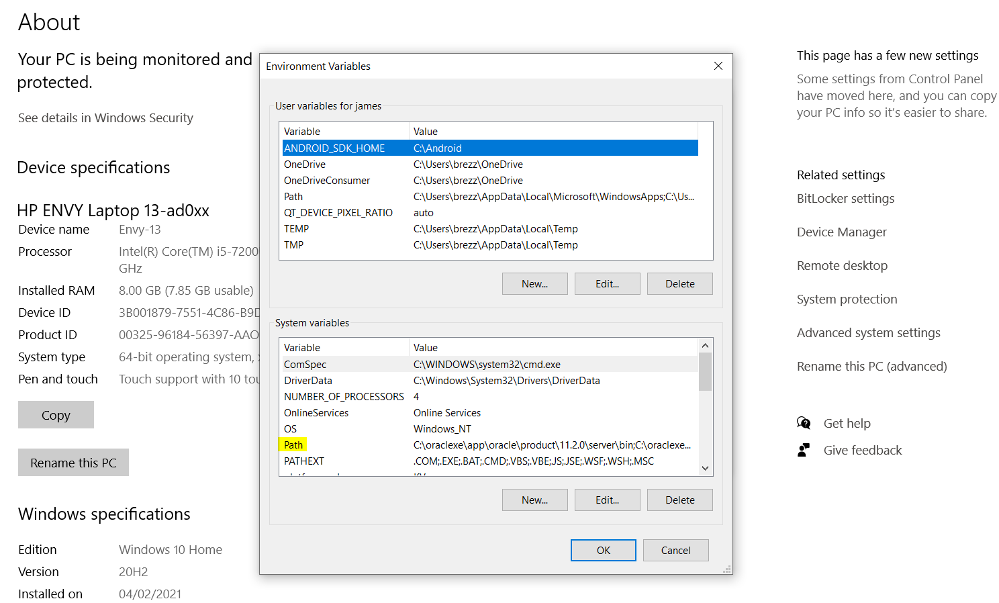 About
Your PC is being monitored and
protected.
See details in Windows Security
Device specifications
HP ENVY Laptop 13-ad0xx
Device name Envy-13
Processor Intel(R) Core(TM) i5-7200
GHz
Installed RAM 8.00 GB (7.85 GB usable)
Device ID 3B001879-7551-4C86-B9D
Product ID 00325-96184-56397-AAO
System type 64-bit operating system,
Pen and touch Touch support with 10 tou
Copy
Rename this PC
Windows specifications
Edition Windows 10 Home
Version 20H2
Installed on 04/02/2021
Environment Variables
User variables for james
Variable Value
ANDROID_SDK_HOME C:\Android
OneDrive C:\Users\brezz\OneDrive
OneDriveConsumer C:\Users\brezz\OneDrive
Path C:\Users\brezz\AppData\Local\Microsoft\WindowsApps;C:\Us...
QT_DEVICE_PIXEL_RATIO auto
TEMP C:\Users\brezz\AppData\Local\Temp
TMP C:\Users\brezz\AppData\Local\Temp
New... Edit... Delete
System variables
Variable Value
ComSpec C:\WINDOWS\system32\cmd.exe
DriverData C:\Windows\System32\Drivers\DriverData
NUMBER_OF_PROCESSORS 4
OnlineServices Online Services
OS Windows_NT
Path C:\oraclexe\app\oracle\product\11.2.0\server\bin;C:\oraclexe...
PATHEXT .COM;.EXE;.BAT;.CMD;.VBS;.VBE;.JS;.JSE;.WSF;.WSH;.MSC
New... Edit... Delete
OK Cancel
This page has a few new settings
Some settings from Control Panel
have moved here, and you can copy
your PC info so it's easier to share.
Related settings
BitLocker settings
Device Manager
Remote desktop
System protection
Advanced system settings
Rename this PC (advanced)
Get help
Give feedback